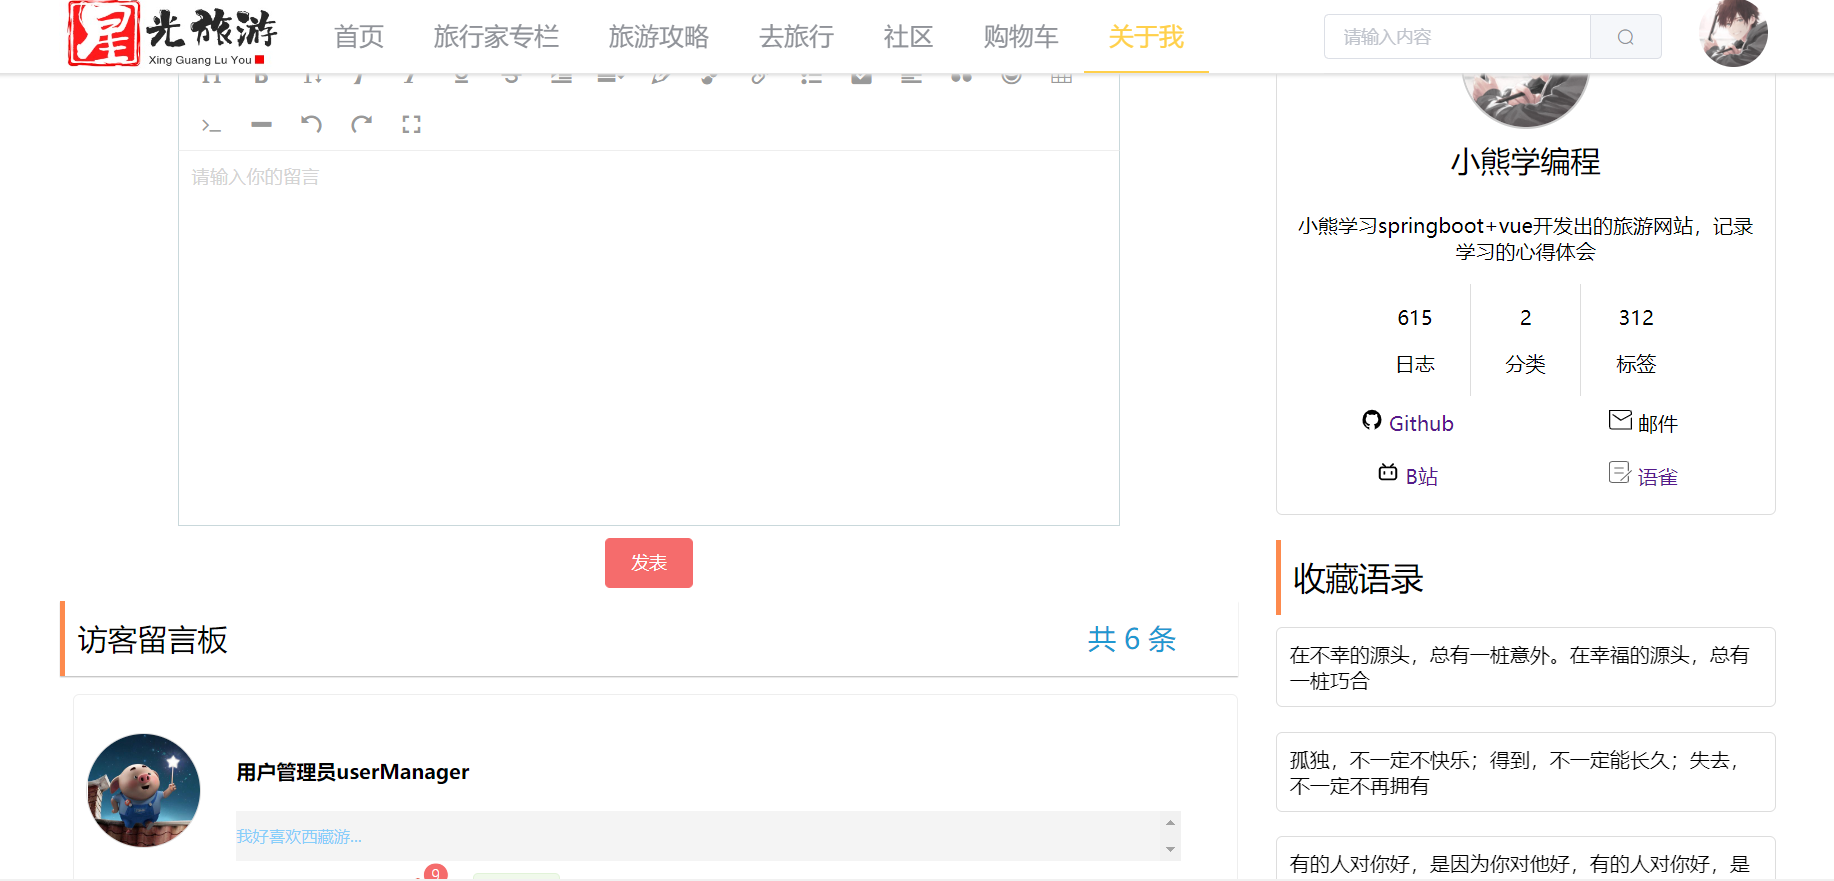 星光旅游
Xing Guang Lu You
首页 旅行家专栏 旅游攻略 去旅行 社区 购物车 关于我
请输入内容
请输入你的留言
发表
访客留言板
共 6 条
用户管理员userManager
我好喜欢西藏游...
9
小熊学编程
小熊学习springboot+vue开发出的旅游网站，记录
学习的心得体会
615 2 312
日志 分类 标签
Github 邮件
B站 语雀
收藏语录
在不幸的源头，总有一桩意外。在幸福的源头，总有
一桩巧合
孤独，不一定不快乐；得到，不一定能长久；失去，
不一定不再拥有
有的人对你好，是因为你对他好，有的人对你好，是